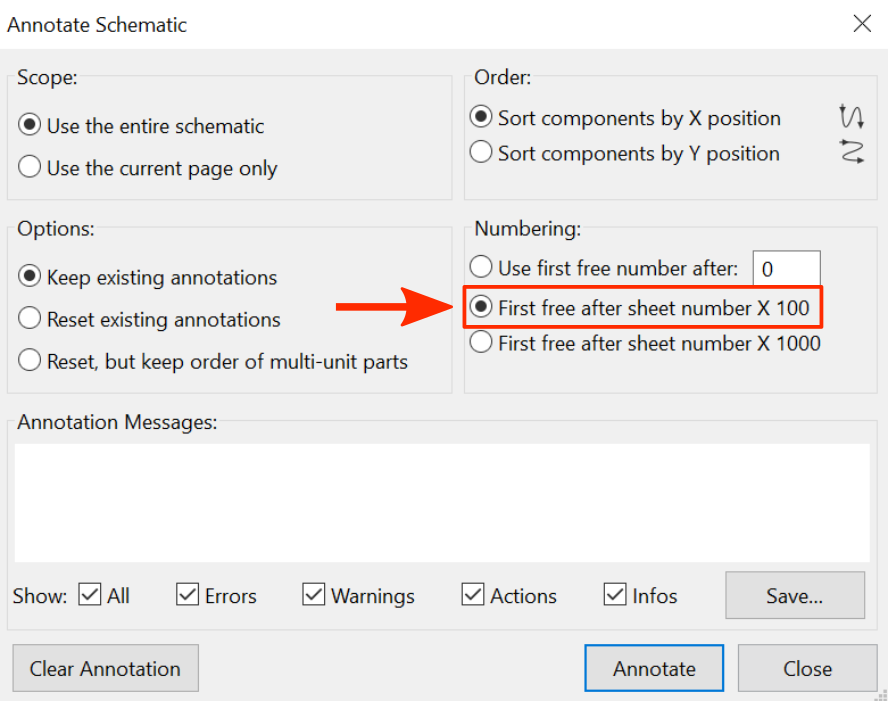 Annotate Schematic
Scope:
Use the entire schematic
Use the current page only
Order:
Sort components by X position
Sort components by Y position
Options:
Keep existing annotations
Reset existing annotations
Reset, but keep order of multi-unit parts
Numbering:
Use first free number after: 0
First free after sheet number X 100
First free after sheet number X 1000
Annotation Messages:
Show: All Errors Warnings Actions Infos Save...
Clear Annotation Annotate Close